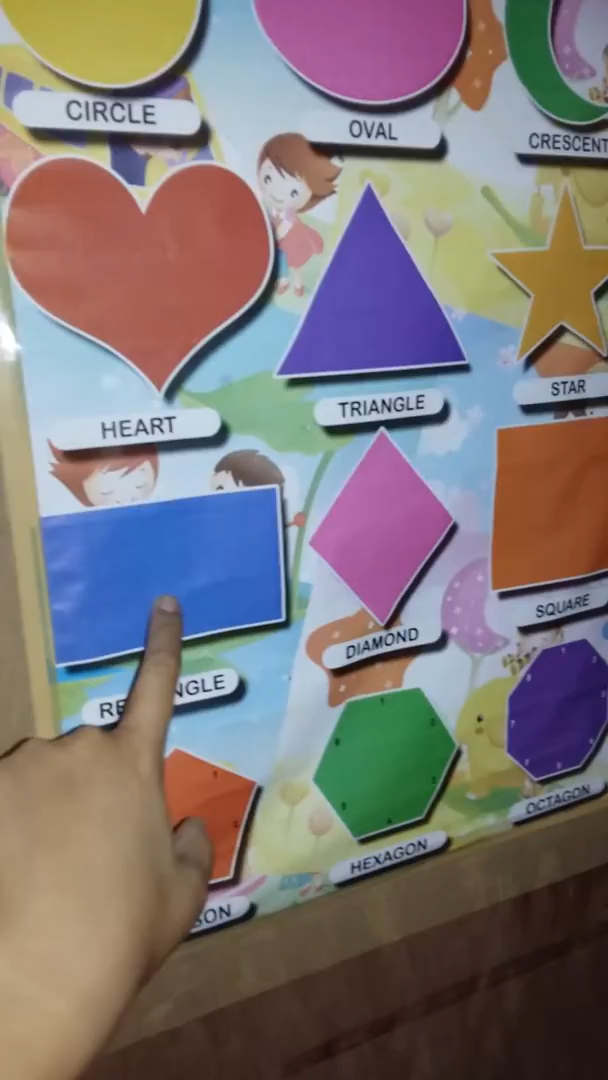 CIRCLE
OVAL
CRESCENT
HEART
TRIANGLE
STAR
DIAMOND
SQUARE
HEXAGON
OCTAGON